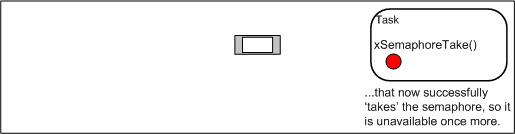 Task
xSemaphoreTake()
...that now successfully
'takes' the semaphore, so it
is unavailable once more.